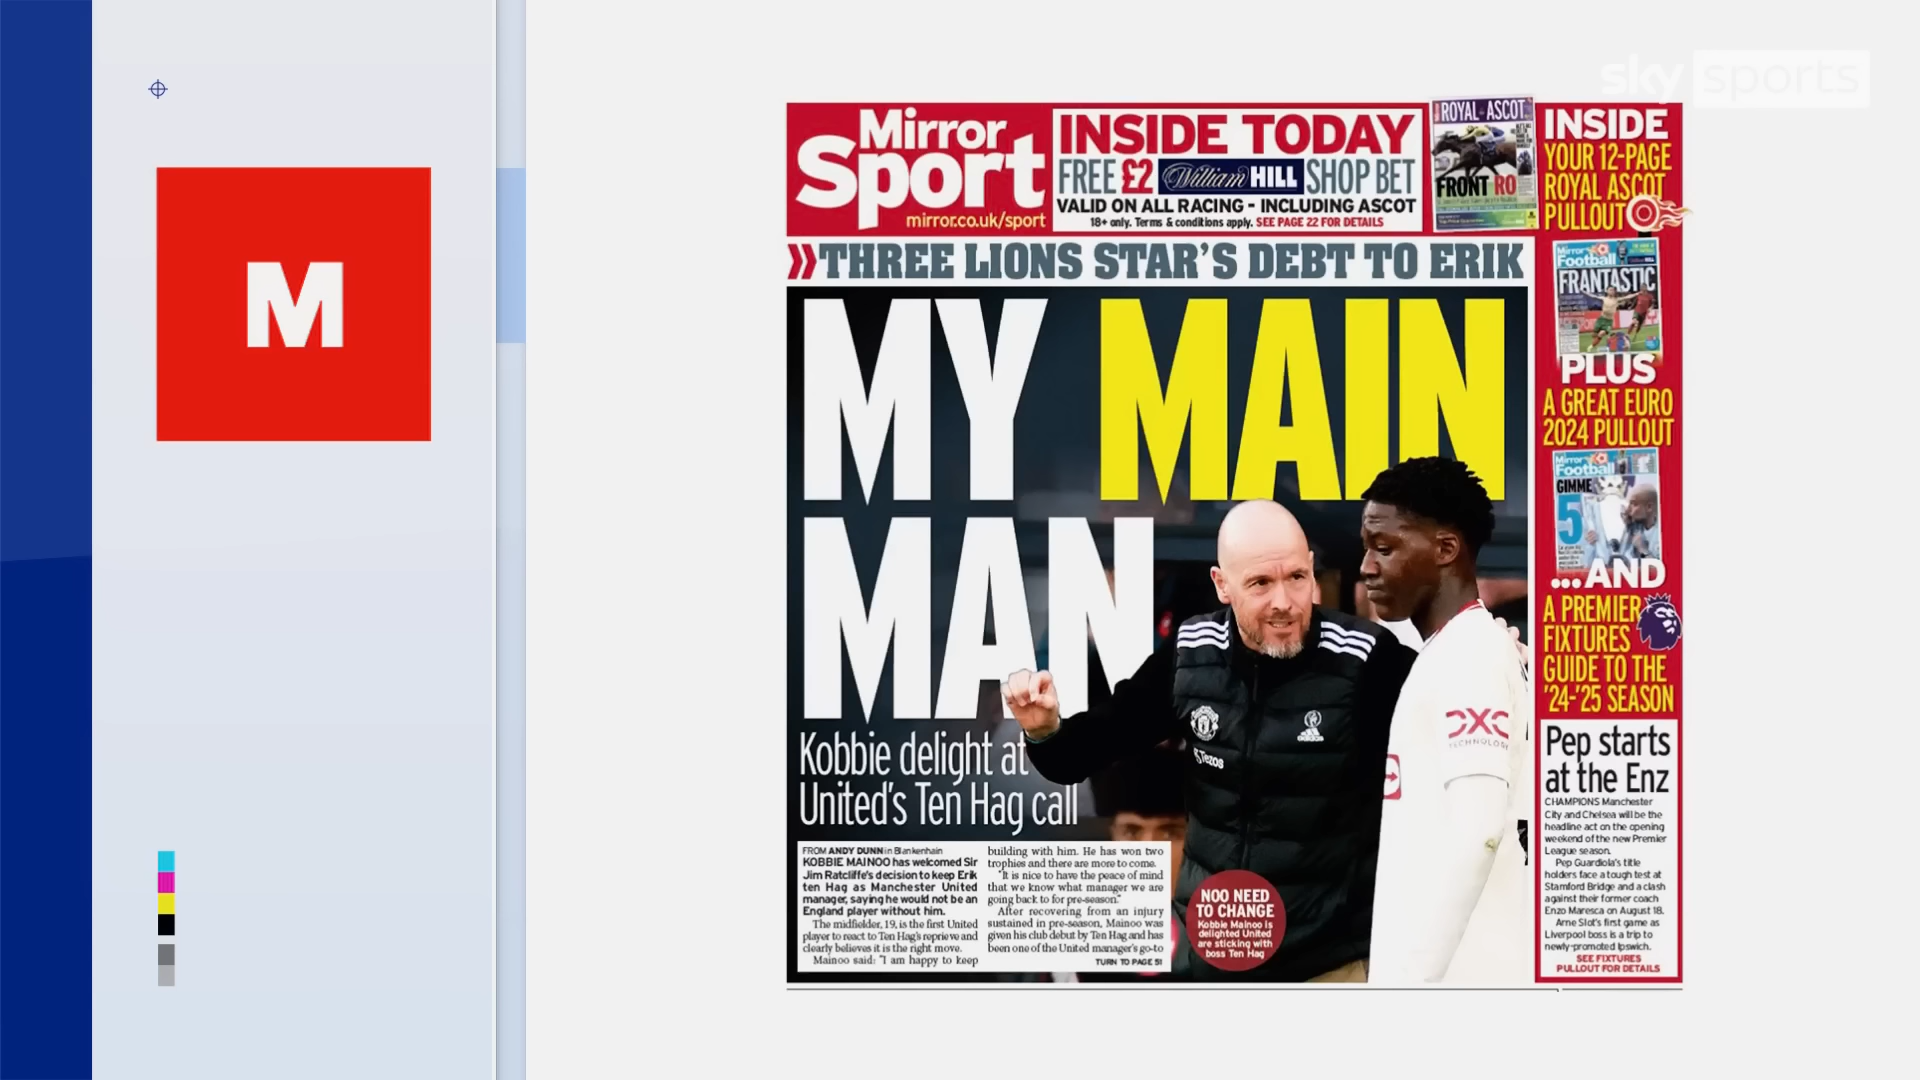 sky sports
M
Mirror
Sport
mirror.co.uk/sport
INSIDE TODAY
FREE £2 William HILL SHOP BET
VALID ON ALL RACING - INCLUDING ASCOT
18+ only. Terms & conditions apply. SEE PAGE 22 FOR DETAILS
ROYAL ASCOT
FRONT RO
INSIDE
YOUR 12-PAGE
ROYAL ASCOT
PULLOUT
THREE LIONS STAR'S DEBT TO ERIK
MY MAIN
MAN
Kobbie delight at
United's Ten Hag call
FROM ANDY DUNN in Blankenhain
KOBBIE MAINOO has welcomed Sir
Jim Ratcliffe's decision to keep Erik
ten Hag as Manchester United
manager, saying he would not be an
England player without him.
The midfielder, 19, is the first United
player to react to Ten Hag's reprieve and
clearly believes it is the right move.
Mainoo said: "I am happy to keep
building with him. He has won two
trophies and there are more to come.
"It is nice to have the peace of mind
that we know what manager we are
going back to for pre-season."
After recovering from an injury
sustained in pre-season, Mainoo was
given his club debut by Ten Hag and has
been one of the United manager's go-to
TURN TO PAGE 51
NOO NEED
TO CHANGE
Kobbie Mainoo is
delighted United
are sticking with
boss Ten Hag
Tezos
DXC
TECHNOLOGY
Mirror
Football
FRANTASTIC
PLUS
A GREAT EURO
2024 PULLOUT
Mirror
Football
GIMME
5
...AND
A PREMIER
FIXTURES
GUIDE TO THE
'24-'25 SEASON
Pep starts
at the Enz
CHAMPIONS Manchester
City and Chelsea will be the
headline act on the opening
weekend of the new Premier
League season.
Pep Guardiola's title
holders face a tough test at
Stamford Bridge and a clash
against their former coach
Enzo Maresca on August 18.
Arne Slot's first game as
Liverpool boss is a trip to
newly-promoted Ipswich.
SEE FIXTURES
PULLOUT FOR DETAILS